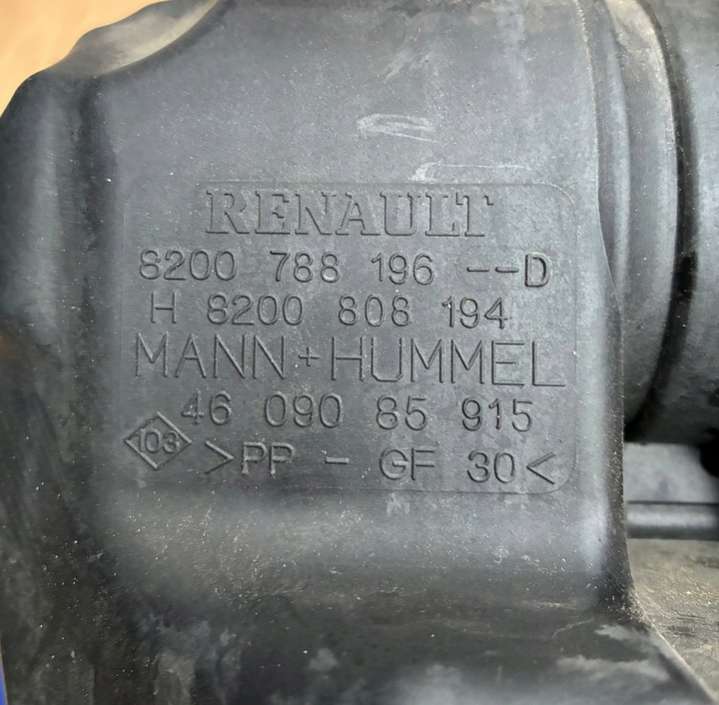 RENAULT
8200 788 196 --D
H 8200 808 194
MANN+HUMMEL
46 090 85 915
103 >PP - GF 30<